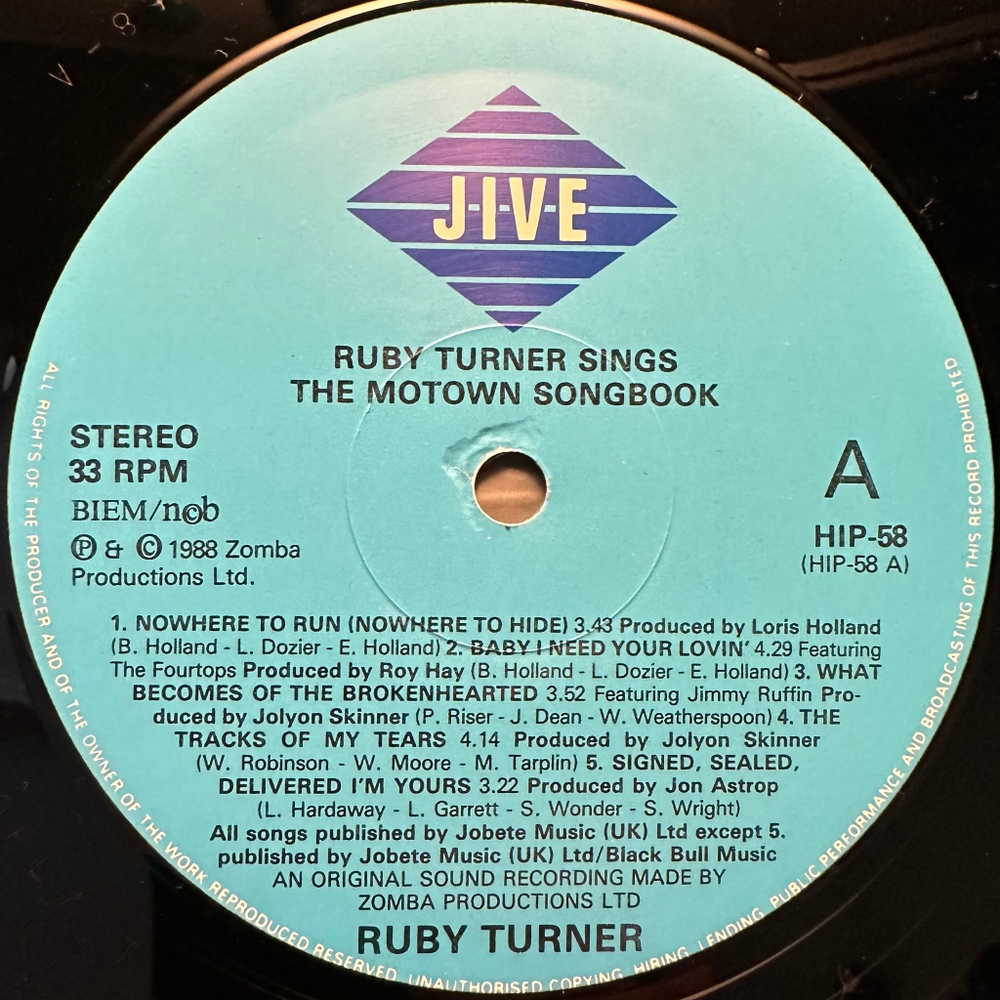 JIVE
RUBY TURNER SINGS
THE MOTOWN SONGBOOK
STEREO
33 RPM
BIEM/ncb
Ⓟ & © 1988 Zomba
Productions Ltd.
A
HIP-58
(HIP-58 A)
1. NOWHERE TO RUN (NOWHERE TO HIDE) 3.43 Produced by Loris Holland
(B. Holland - L. Dozier - E. Holland) 2. BABY I NEED YOUR LOVIN' 4.29 Featuring
The Fourtops Produced by Roy Hay (B. Holland - L. Dozier - E. Holland) 3. WHAT
BECOMES OF THE BROKENHEARTED 3.52 Featuring Jimmy Ruffin Pro-
duced by Jolyon Skinner (P. Riser - J. Dean - W. Weatherspoon) 4. THE
TRACKS OF MY TEARS 4.14 Produced by Jolyon Skinner
(W. Robinson - W. Moore - M. Tarplin) 5. SIGNED, SEALED,
DELIVERED I'M YOURS 3.22 Produced by Jon Astrop
(L. Hardaway - L. Garrett - S. Wonder - S. Wright)
All songs published by Jobete Music (UK) Ltd except 5.
published by Jobete Music (UK) Ltd/Black Bull Music
AN ORIGINAL SOUND RECORDING MADE BY
ZOMBA PRODUCTIONS LTD
RUBY TURNER
ALL RIGHTS OF THE PRODUCER AND OF THE OWNER OF THE WORK REPRODUCED RESERVED. UNAUTHORISED COPYING, HIRING, LENDING, PUBLIC PERFORMANCE AND BROADCASTING OF THIS RECORD PROHIBITED